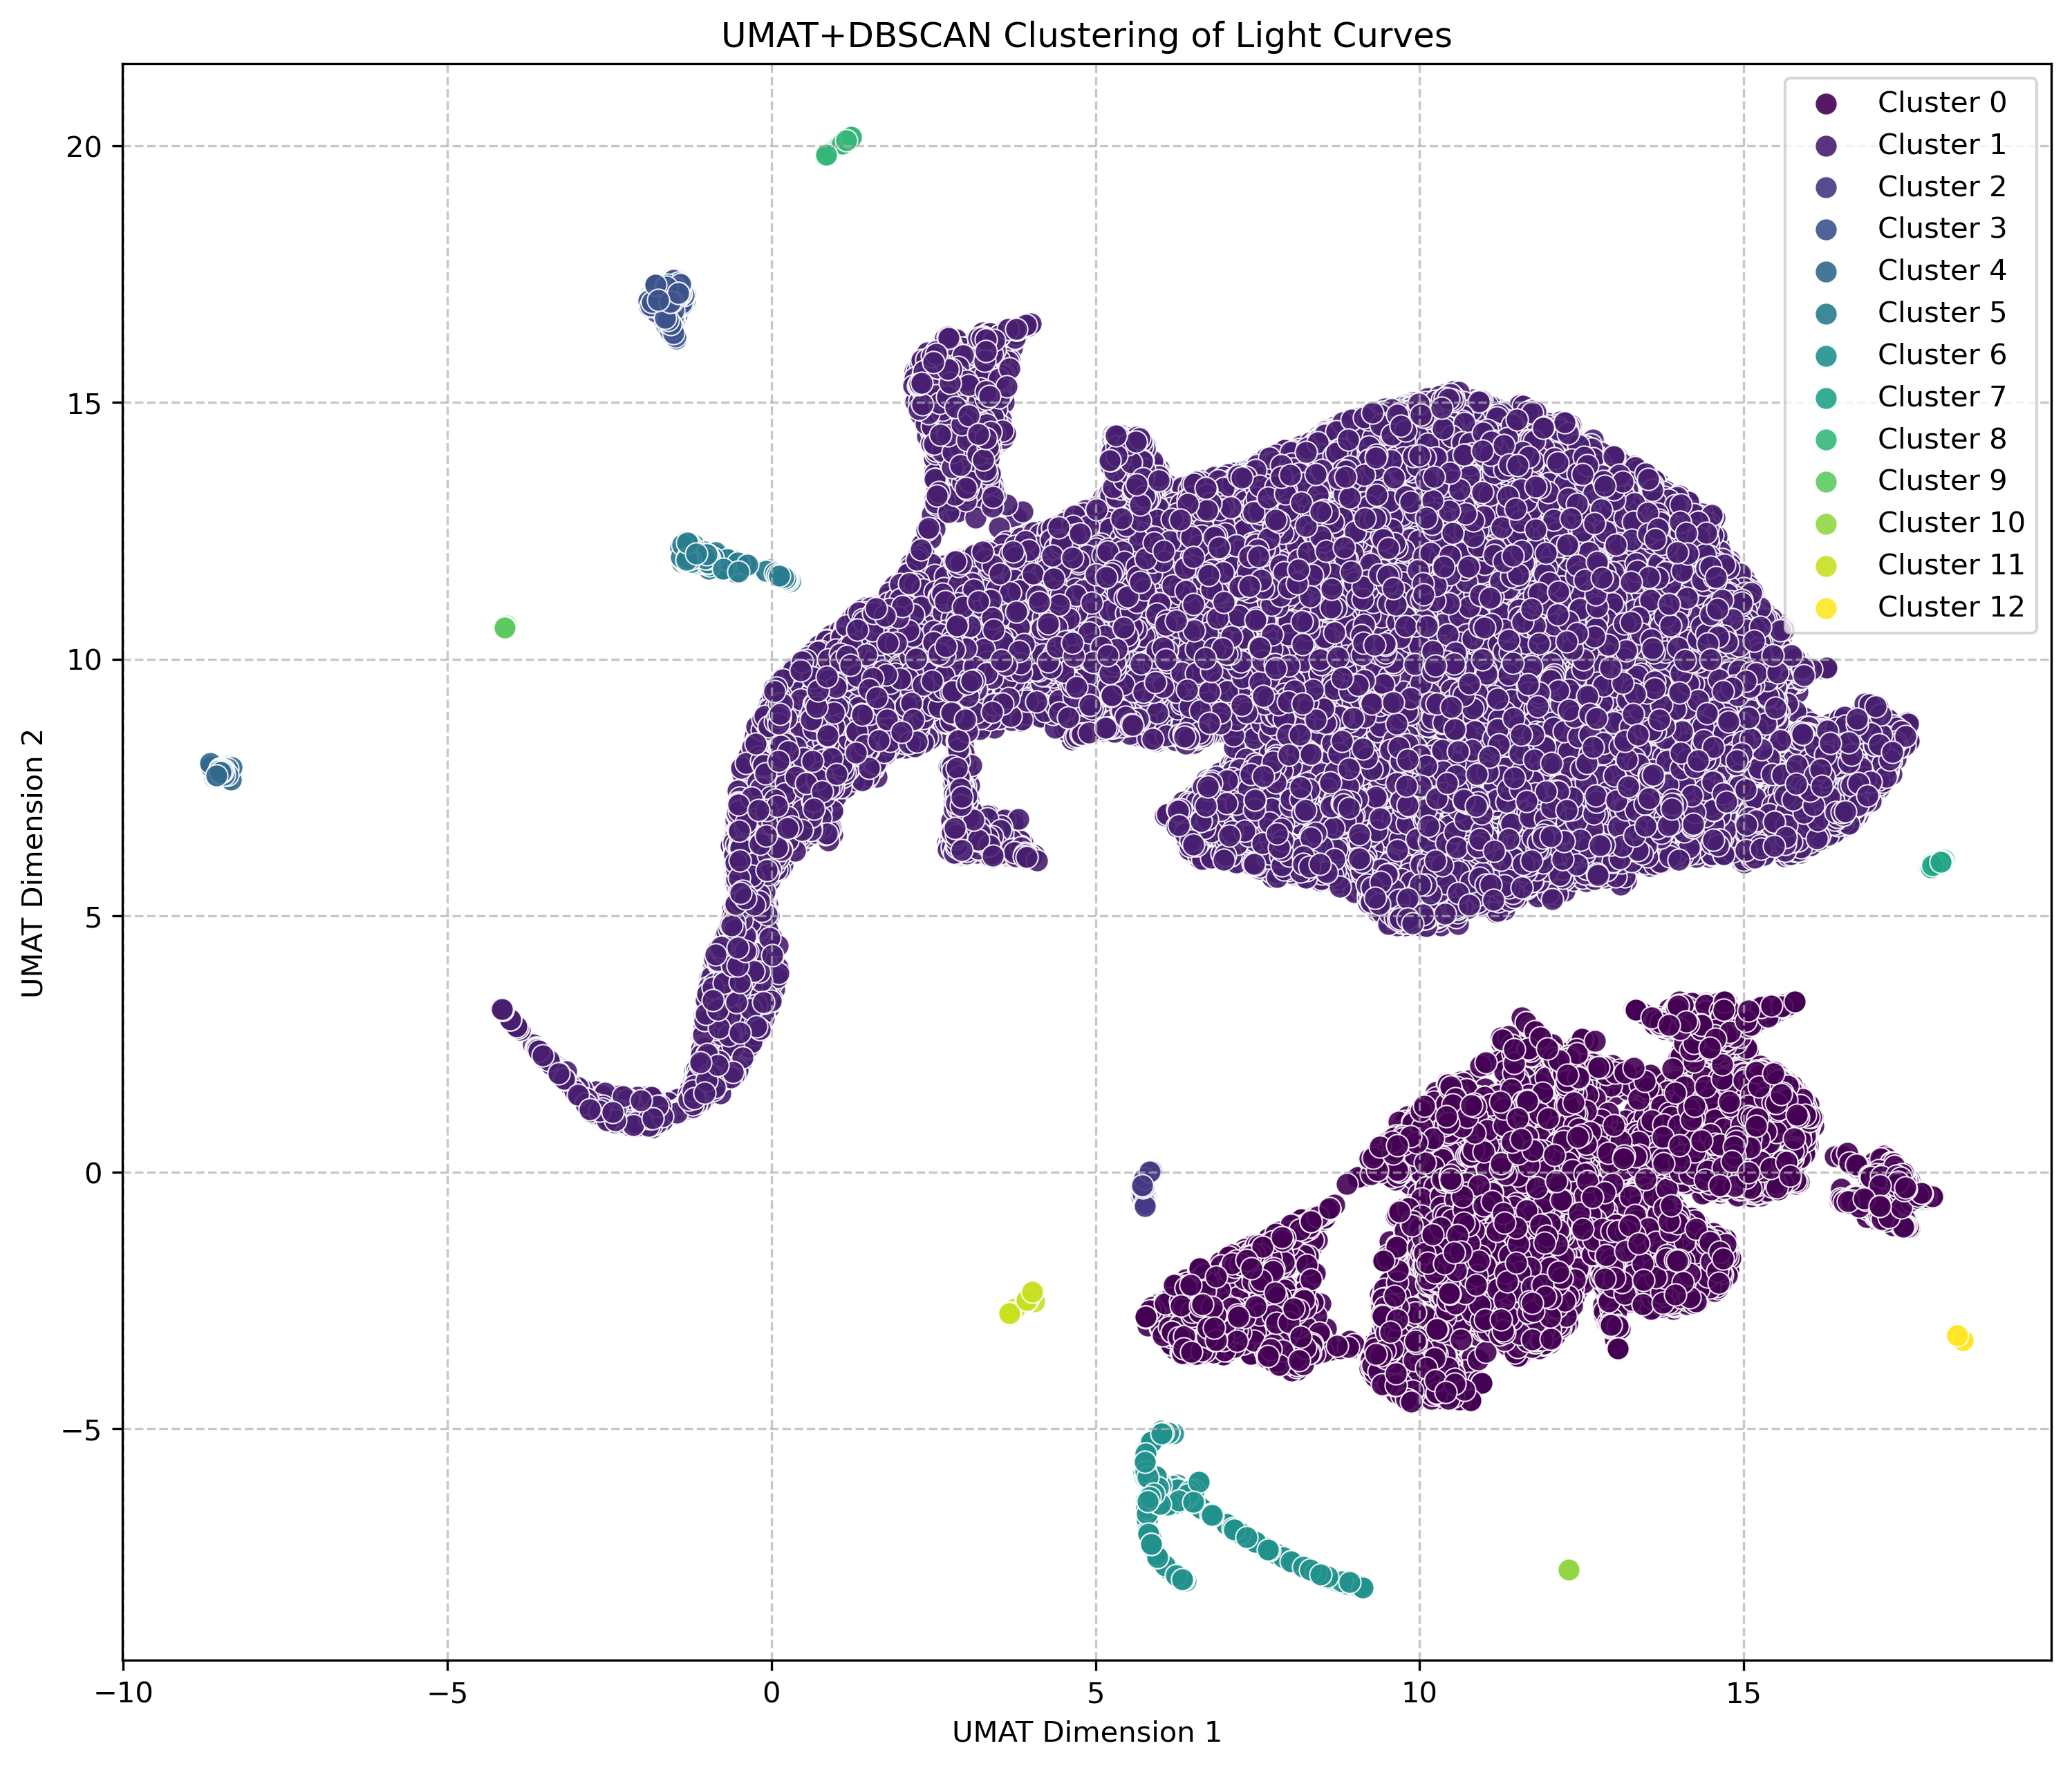 UMAT+DBSCAN Clustering of Light Curves
Cluster 0
Cluster 1
Cluster 2
Cluster 3
Cluster 4
Cluster 5
Cluster 6
Cluster 7
Cluster 8
Cluster 9
Cluster 10
Cluster 11
Cluster 12
20
15
10
5
0
−5
UMAT Dimension 2
−10
−5
0
5
10
15
UMAT Dimension 1